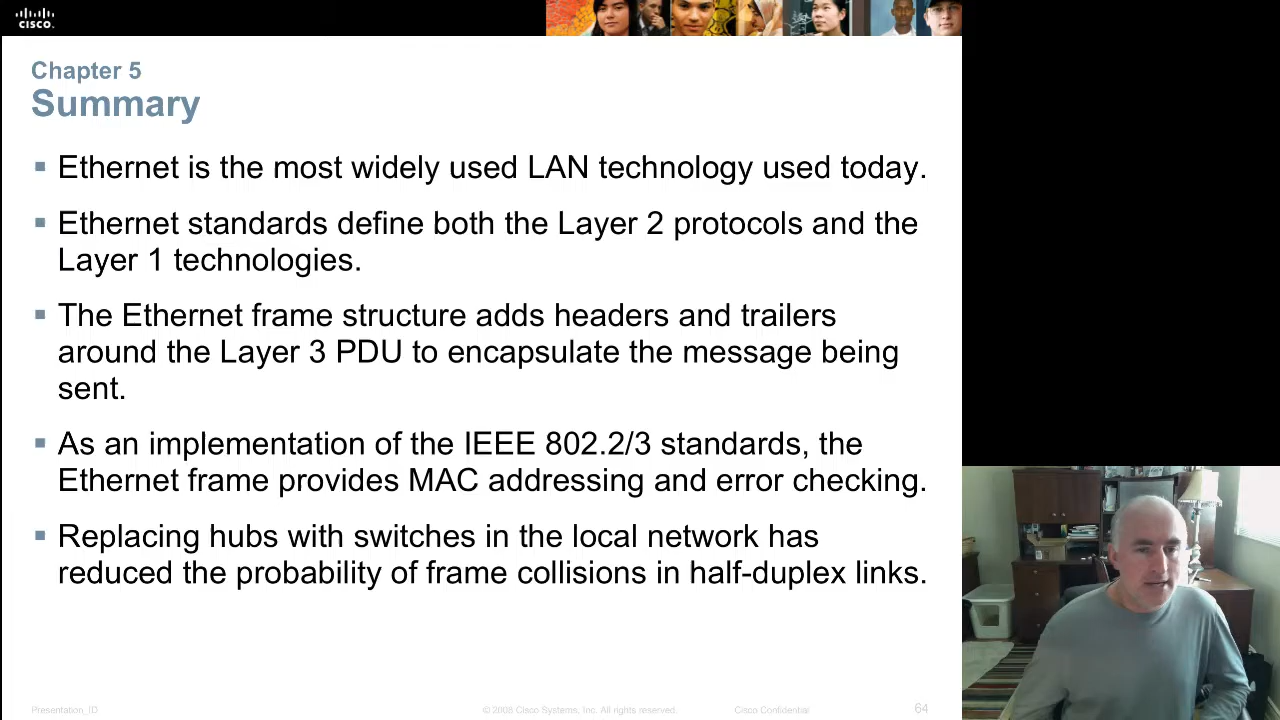 CISCO
Chapter 5
Summary
Ethernet is the most widely used LAN technology used today.
Ethernet standards define both the Layer 2 protocols and the
Layer 1 technologies.
The Ethernet frame structure adds headers and trailers
around the Layer 3 PDU to encapsulate the message being
sent.
As an implementation of the IEEE 802.2/3 standards, the
Ethernet frame provides MAC addressing and error checking.
Replacing hubs with switches in the local network has
reduced the probability of frame collisions in half-duplex links.
Presentation_ID
© 2008 Cisco Systems, Inc. All rights reserved.
Cisco Confidential
64